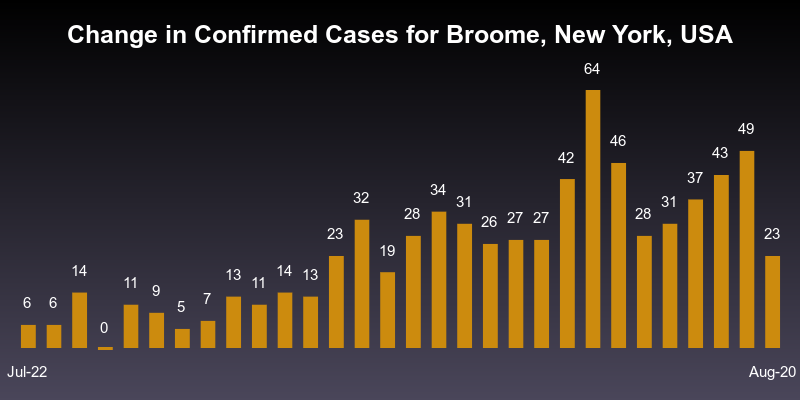 Change in Confirmed Cases for Broome, New York, USA
6 6 14 0 11 9 5 7 13 11 14 13 23 32 19 28 34 31 26 27 27 42 64 46 28 31 37 43 49 23
Jul-22 Aug-20